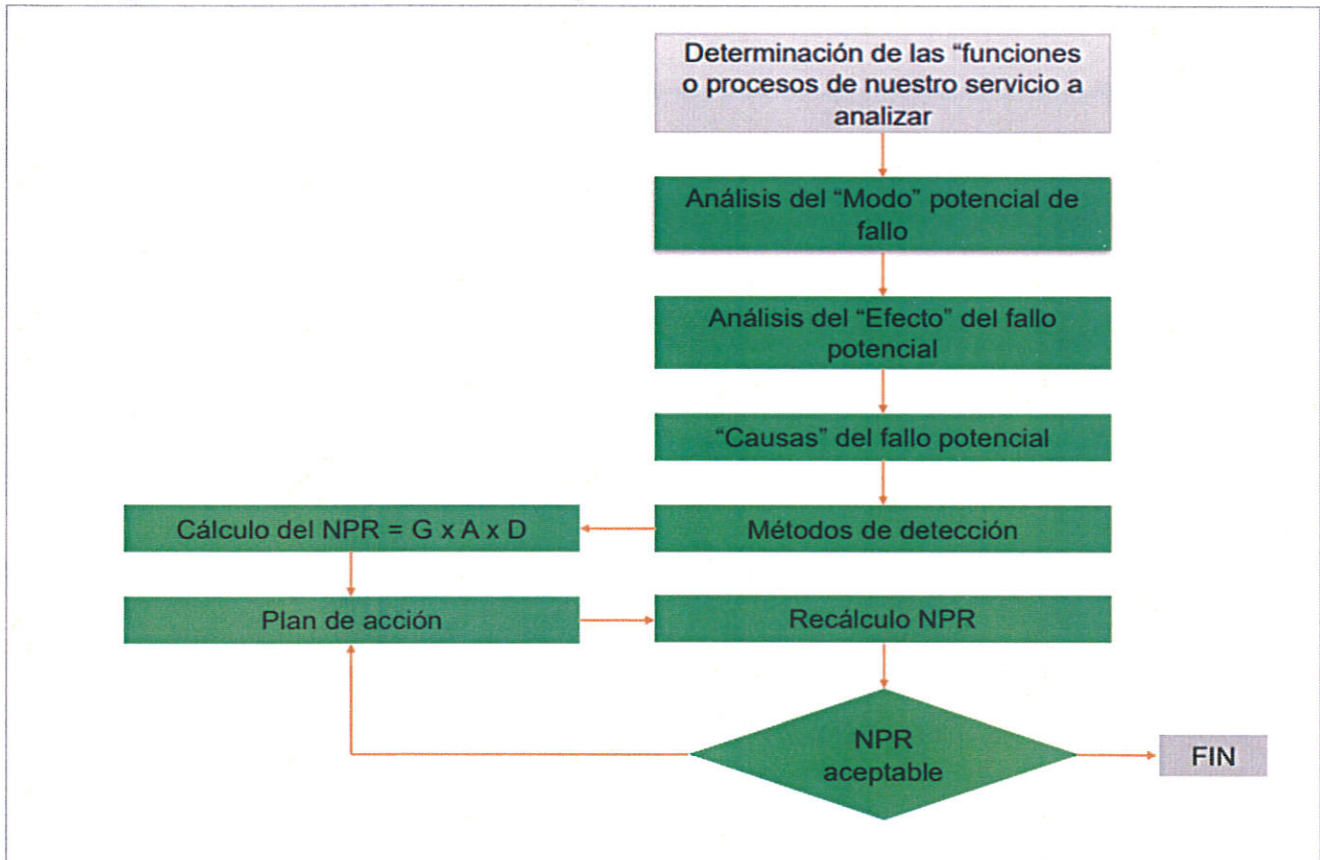 Determinación de las “funciones
o procesos de nuestro servicio a
analizar
Análisis del “Modo” potencial de
fallo
Análisis del “Efecto” del fallo
potencial
“Causas” del fallo potencial
Métodos de detección
Cálculo del NPR = G x A x D
Plan de acción
Recálculo NPR
NPR
aceptable
FIN